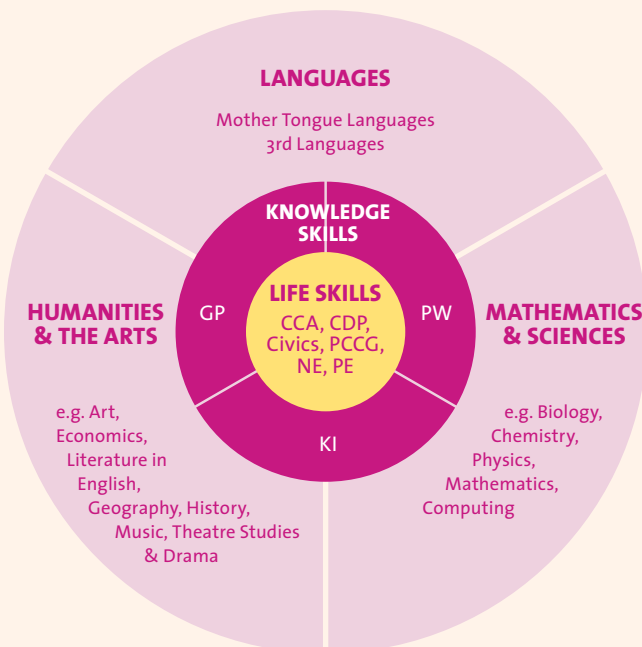 LANGUAGES
Mother Tongue Languages
3rd Languages
KNOWLEDGE
SKILLS
GP
PW
KI
LIFE SKILLS
CCA, CDP,
Civics, PCCG,
NE, PE
HUMANITIES
& THE ARTS
e.g. Art,
Economics,
Literature in
English,
Geography, History,
Music, Theatre Studies
& Drama
MATHEMATICS
& SCIENCES
e.g. Biology,
Chemistry,
Physics,
Mathematics,
Computing